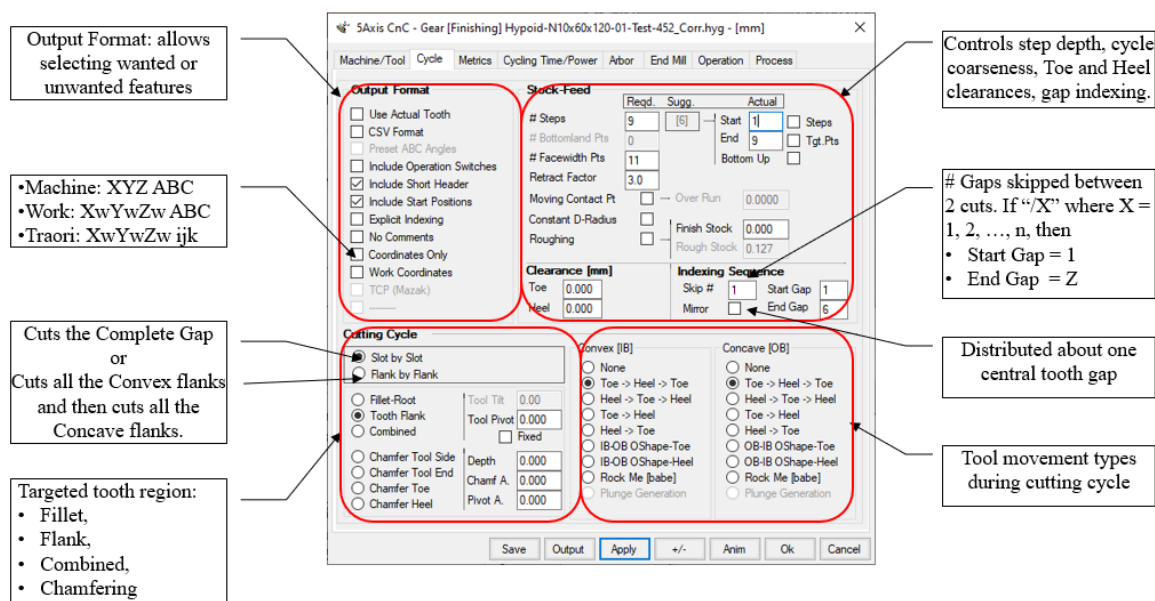 Output Format: allows
selecting wanted or
unwanted features
•Machine: XYZ ABC
•Work: XwYwZw ABC
•Traori: XwYwZw ijk
Cuts the Complete Gap
or
Cuts all the Convex flanks
and then cuts all the
Concave flanks.
Targeted tooth region:
• Fillet,
• Flank,
• Combined,
• Chamfering
5Axis CnC - Gear [Finishing] Hypoid-N10x60x120-01-Test-452_Corr.hyg - [mm]
Machine/Tool Cycle Metrics Cycling Time/Power Arbor End Mill Operation Process
Output Format
Use Actual Tooth
CSV Format
Preset ABC Angles
Include Operation Switches
Include Short Header
Include Start Positions
Explicit Indexing
No Comments
Coordinates Only
Work Coordinates
TCP (Mazak)
--------
Stock-Feed
Reqd. Sugg. Actual
# Steps 9 [6] Start 1 Steps
# Bottomland Pts 0 End 9 Tgt.Pts
# Facewidth Pts 11 Bottom Up
Retract Factor 3.0
Moving Contact Pt Over Run 0.0000
Constant D-Radius
Roughing Finish Stock 0.000
Rough Stock 0.127
Clearance [mm]
Toe 0.000
Heel 0.000
Indexing Sequence
Skip # 1 Start Gap 1
Mirror End Gap 6
Cutting Cycle
Slot by Slot
Flank by Flank
Fillet-Root
Tooth Flank
Combined
Tool Tilt 0.00
Tool Pivot 0.000
Fixed
Chamfer Tool Side
Chamfer Tool End
Chamfer Toe
Chamfer Heel
Depth 0.000
Chamf A. 0.000
Pivot A. 0.000
Convex [IB]
None
Toe -> Heel -> Toe
Heel -> Toe -> Heel
Toe -> Heel
Heel -> Toe
IB-OB OShape-Toe
IB-OB OShape-Heel
Rock Me [babe]
Plunge Generation
Concave [OB]
None
Toe -> Heel -> Toe
Heel -> Toe -> Heel
Toe -> Heel
Heel -> Toe
OB-IB OShape-Toe
OB-IB OShape-Heel
Rock Me [babe]
Plunge Generation
Save Output Apply +/- Anim Ok Cancel
Controls step depth, cycle
coarseness, Toe and Heel
clearances, gap indexing.
# Gaps skipped between
2 cuts. If “/X” where X =
1, 2, …, n, then
• Start Gap = 1
• End Gap = Z
Distributed about one
central tooth gap
Tool movement types
during cutting cycle